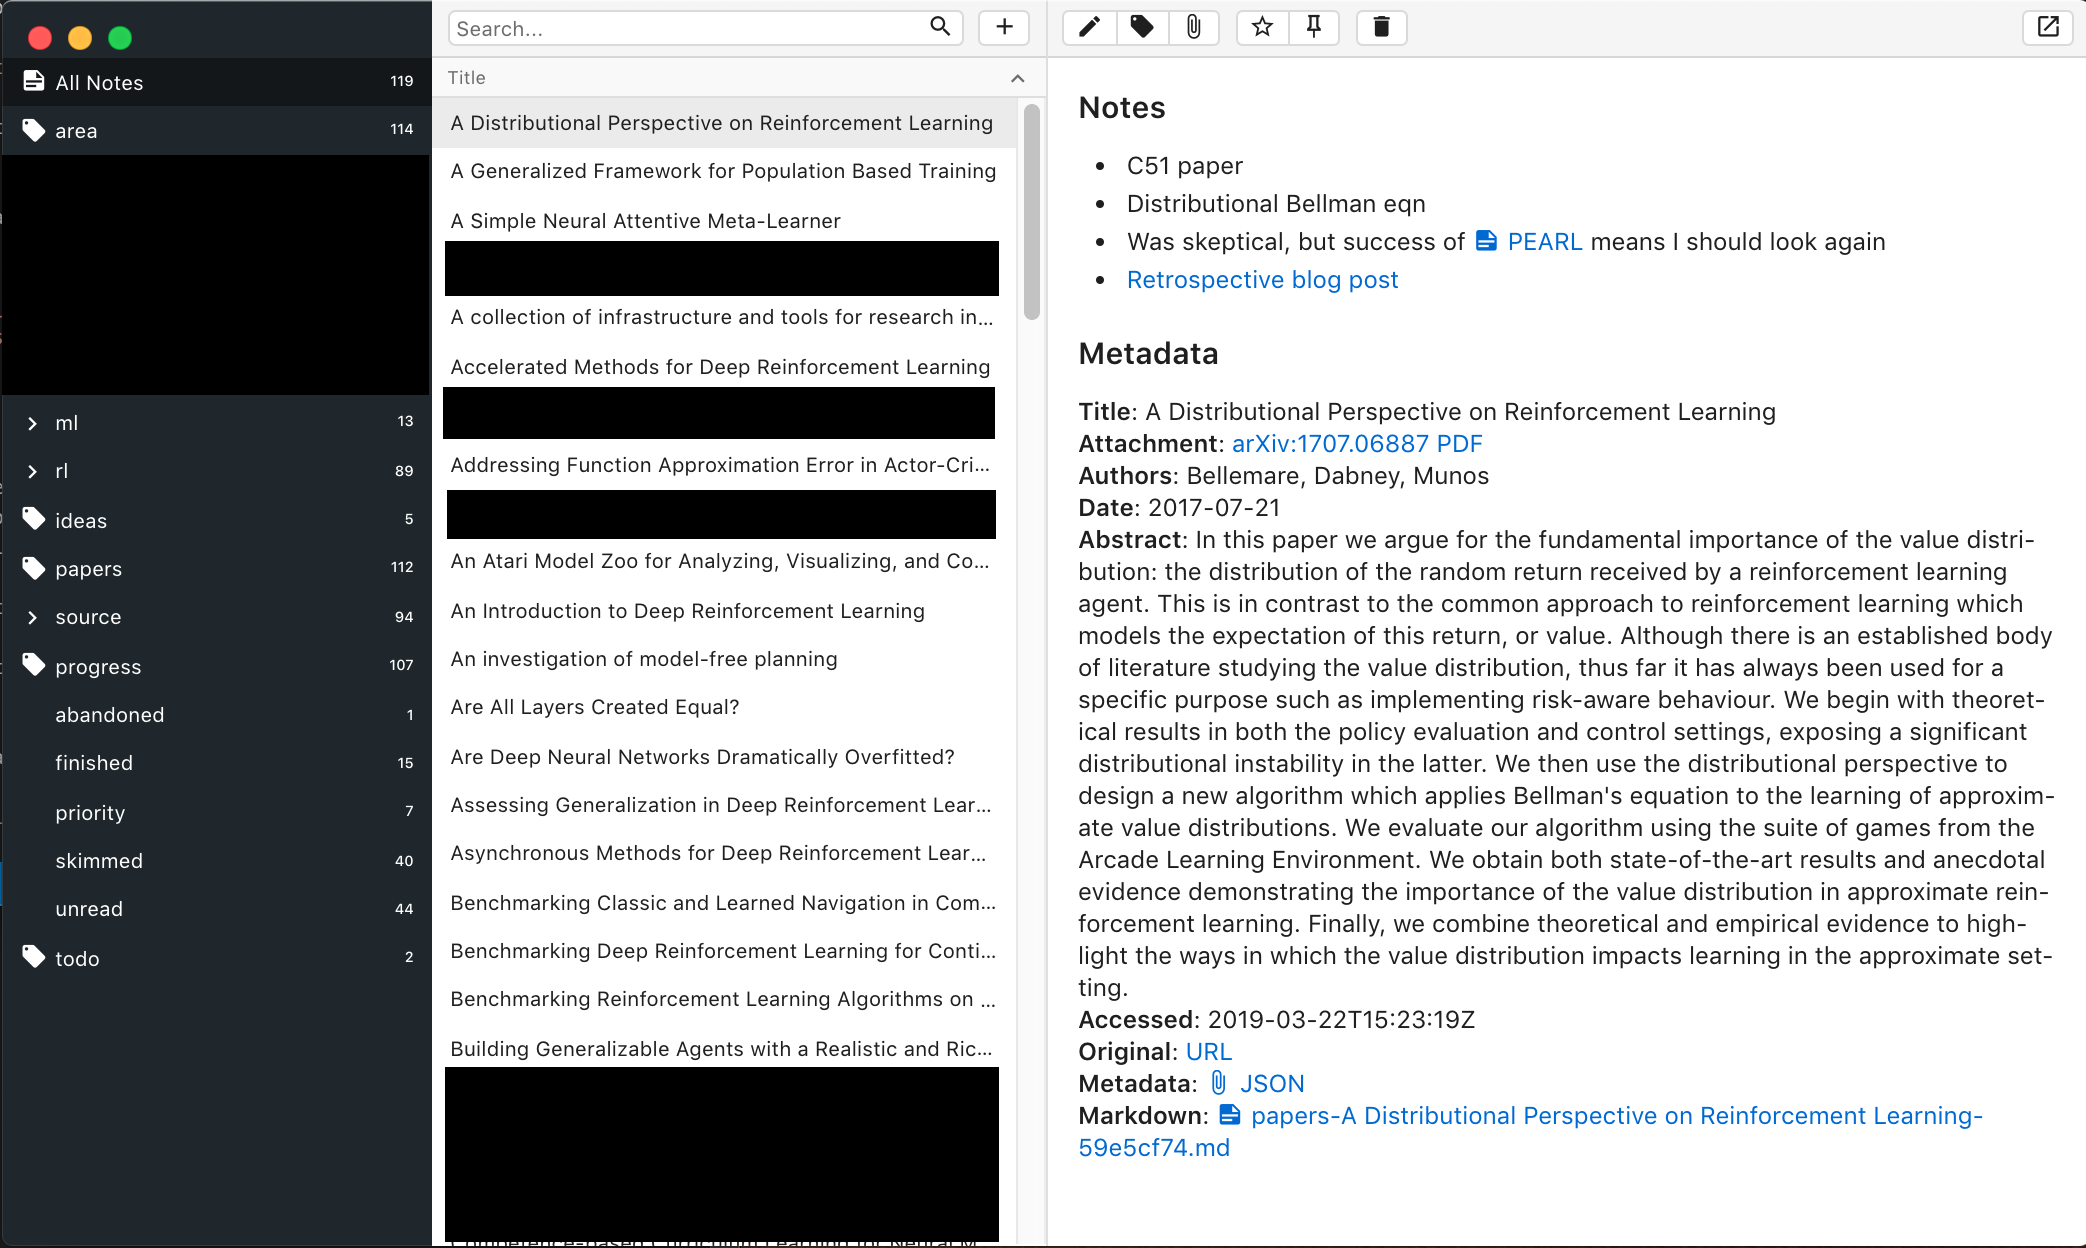 All Notes 119
area 114
ml 13
rl 89
ideas 5
papers 112
source 94
progress 107
abandoned 1
finished 15
priority 7
skimmed 40
unread 44
todo 2
Search...
Title
A Distributional Perspective on Reinforcement Learning
A Generalized Framework for Population Based Training
A Simple Neural Attentive Meta-Learner
A collection of infrastructure and tools for research in...
Accelerated Methods for Deep Reinforcement Learning
Addressing Function Approximation Error in Actor-Cri...
An Atari Model Zoo for Analyzing, Visualizing, and Co...
An Introduction to Deep Reinforcement Learning
An investigation of model-free planning
Are All Layers Created Equal?
Are Deep Neural Networks Dramatically Overfitted?
Assessing Generalization in Deep Reinforcement Lear...
Asynchronous Methods for Deep Reinforcement Lear...
Benchmarking Classic and Learned Navigation in Com...
Benchmarking Deep Reinforcement Learning for Conti...
Benchmarking Reinforcement Learning Algorithms on ...
Building Generalizable Agents with a Realistic and Ric...
Notes
• C51 paper
• Distributional Bellman eqn
• Was skeptical, but success of PEARL means I should look again
• Retrospective blog post
Metadata
Title: A Distributional Perspective on Reinforcement Learning
Attachment: arXiv:1707.06887 PDF
Authors: Bellemare, Dabney, Munos
Date: 2017-07-21
Abstract: In this paper we argue for the fundamental importance of the value distri-
bution: the distribution of the random return received by a reinforcement learning
agent. This is in contrast to the common approach to reinforcement learning which
models the expectation of this return, or value. Although there is an established body
of literature studying the value distribution, thus far it has always been used for a
specific purpose such as implementing risk-aware behaviour. We begin with theoret-
ical results in both the policy evaluation and control settings, exposing a significant
distributional instability in the latter. We then use the distributional perspective to
design a new algorithm which applies Bellman's equation to the learning of approxim-
ate value distributions. We evaluate our algorithm using the suite of games from the
Arcade Learning Environment. We obtain both state-of-the-art results and anecdotal
evidence demonstrating the importance of the value distribution in approximate rein-
forcement learning. Finally, we combine theoretical and empirical evidence to high-
light the ways in which the value distribution impacts learning in the approximate set-
ting.
Accessed: 2019-03-22T15:23:19Z
Original: URL
Metadata: JSON
Markdown: papers-A Distributional Perspective on Reinforcement Learning-
59e5cf74.md